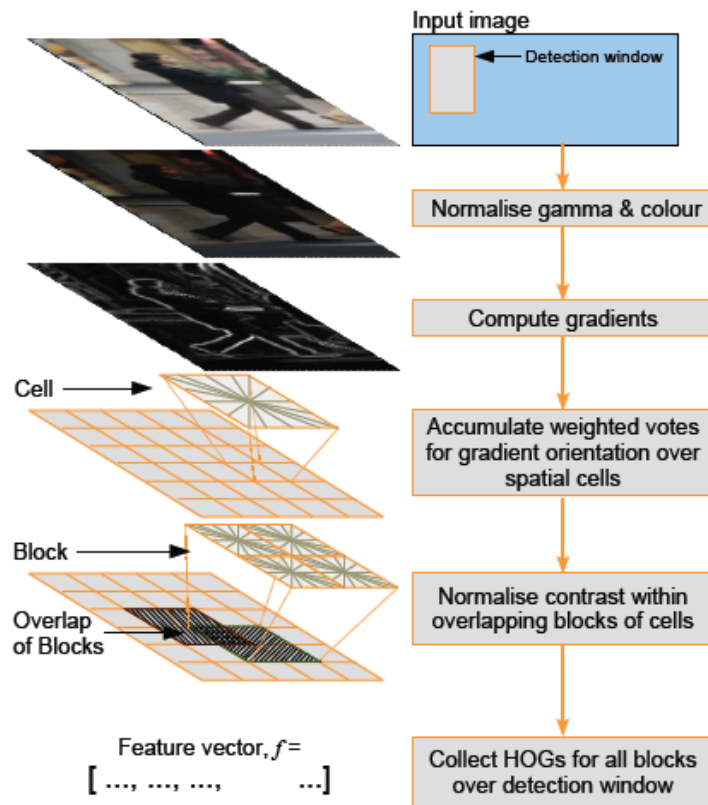 Input image
Detection window
Normalise gamma & colour
Compute gradients
Cell
Accumulate weighted votes
for gradient orientation over
spatial cells
Block
Overlap
of Blocks
Normalise contrast within
overlapping blocks of cells
Feature vector, f =
[ ..., ..., ..., ...]
Collect HOGs for all blocks
over detection window